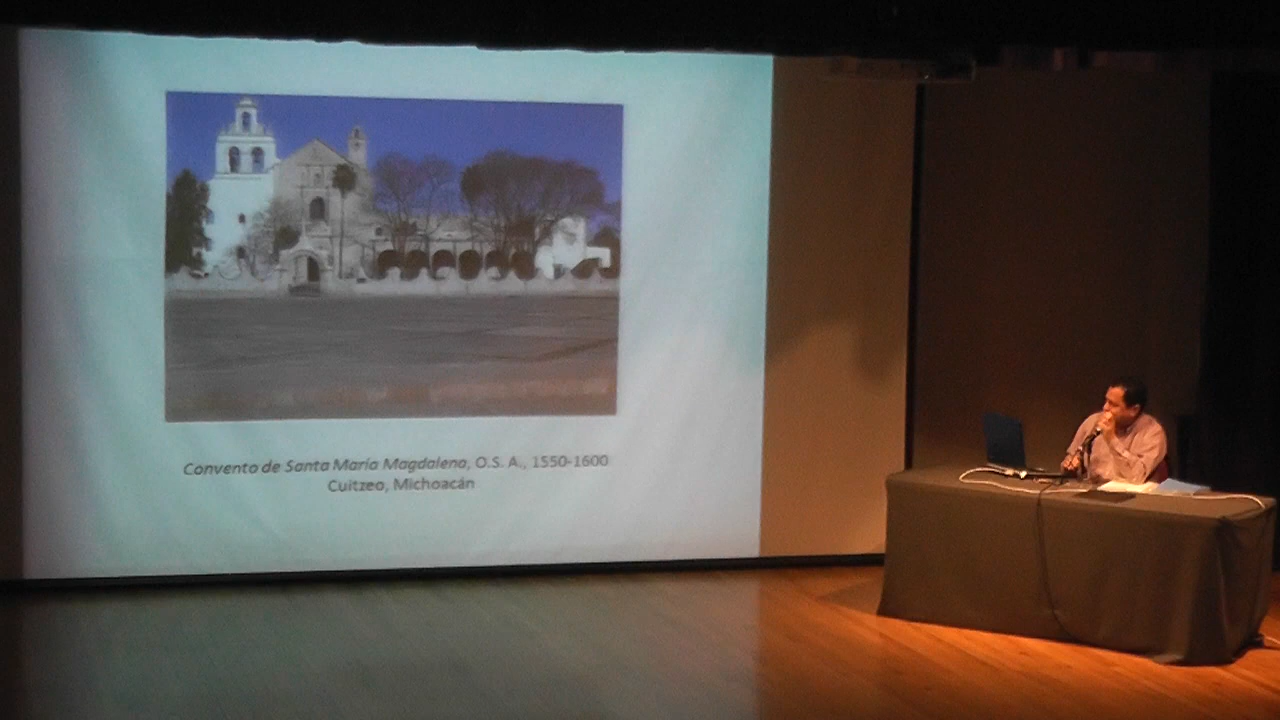 Convento de Santa María Magdalena, O.S. A., 1550-1600
Cuitzeo, Michoacán